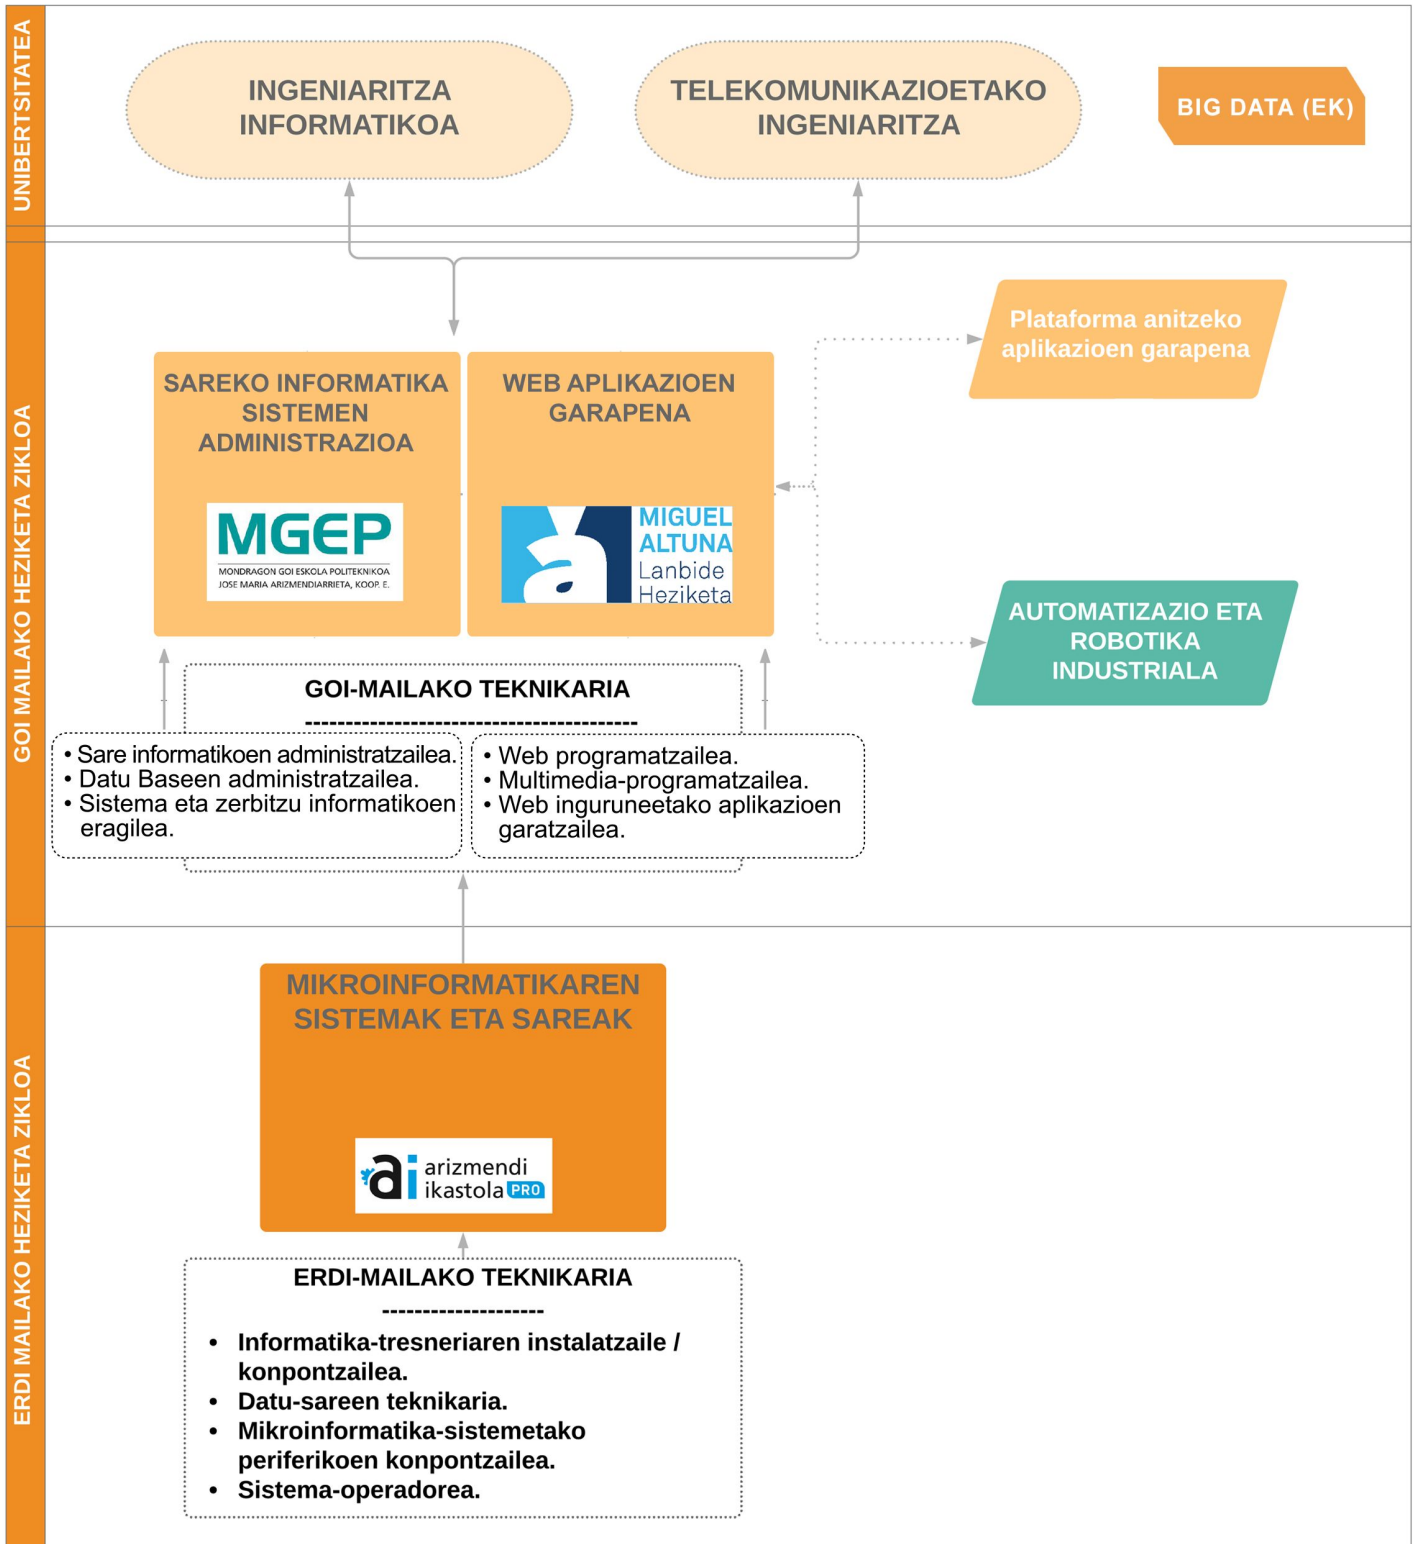 UNIBERTSITATEA
INGENIARITZA
INFORMATIKOA
TELEKOMUNIKAZIOETAKO
INGENIARITZA
BIG DATA (EK)
GOI MAILAKO HEZIKETA ZIKLOA
Plataforma anitzeko
aplikazioen garapena
SAREKO INFORMATIKA
SISTEMEN
ADMINISTRAZIOA
MGEP
MONDRAGON GOI ESKOLA POLITEKNIKOA
JOSE MARIA ARIZMENDIARRIETA, KOOP. E.
WEB APLIKAZIOEN
GARAPENA
a
MIGUEL
ALTUNA
Lanbide
Heziketa
AUTOMATIZAZIO ETA
ROBOTIKA
INDUSTRIALA
GOI-MAILAKO TEKNIKARIA
-----------------------------------------
• Sare informatikoen administratzailea.
• Datu Baseen administratzailea.
• Sistema eta zerbitzu informatikoen
eragilea.
• Web programatzailea.
• Multimedia-programatzailea.
• Web inguruneetako aplikazioen
garatzailea.
ERDI MAILAKO HEZIKETA ZIKLOA
MIKROINFORMATIKAREN
SISTEMAK ETA SAREAK
ai arizmendi
ikastola PRO
ERDI-MAILAKO TEKNIKARIA
--------------------
• Informatika-tresneriaren instalatzaile /
konpontzailea.
• Datu-sareen teknikaria.
• Mikroinformatika-sistemetako
periferikoen konpontzailea.
• Sistema-operadorea.